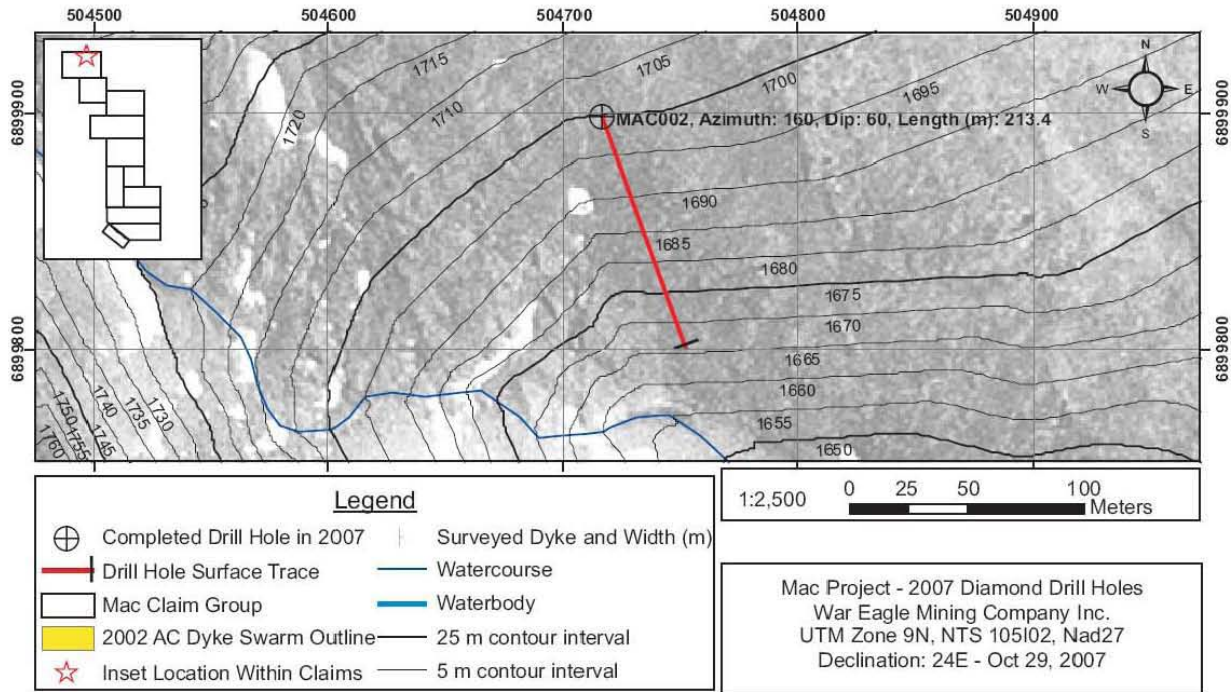 504500 504600 504700 504800 504900
6899900
6899800
6899900
6899800
N
W E
S
1715
1705
1700
1695
1710
1720
MAC002, Azimuth: 160, Dip: 60, Length (m): 213.4
1690
1685
1680
1675
1670
1665
1660
1655
1650
1750
1740
1735
1730
1760
1755
1745
Legend
Completed Drill Hole in 2007
Drill Hole Surface Trace
Mac Claim Group
2002 AC Dyke Swarm Outline
Inset Location Within Claims
Surveyed Dyke and Width (m)
Watercourse
Waterbody
25 m contour interval
5 m contour interval
1:2,500 0 25 50 100
Meters
Mac Project - 2007 Diamond Drill Holes
War Eagle Mining Company Inc.
UTM Zone 9N, NTS 105I02, Nad27
Declination: 24E - Oct 29, 2007